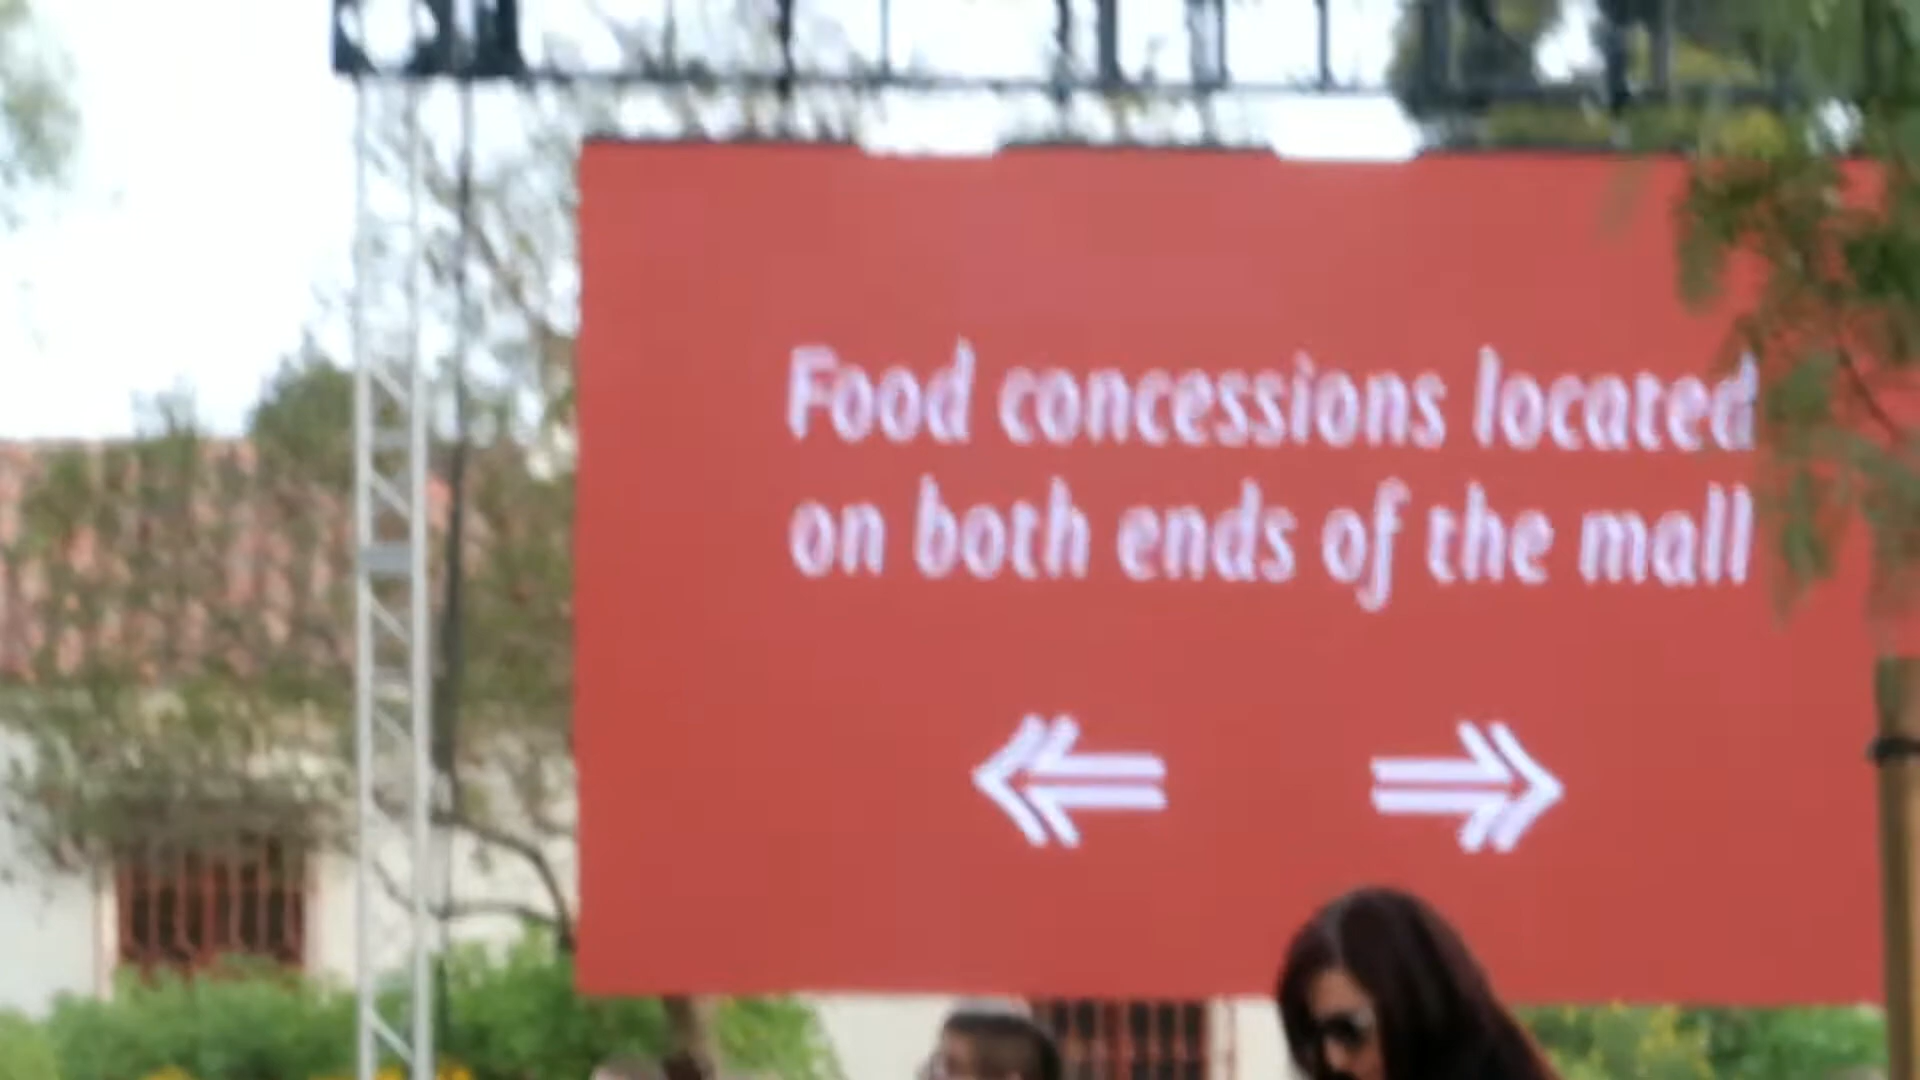 Food concessions located
on both ends of the mall